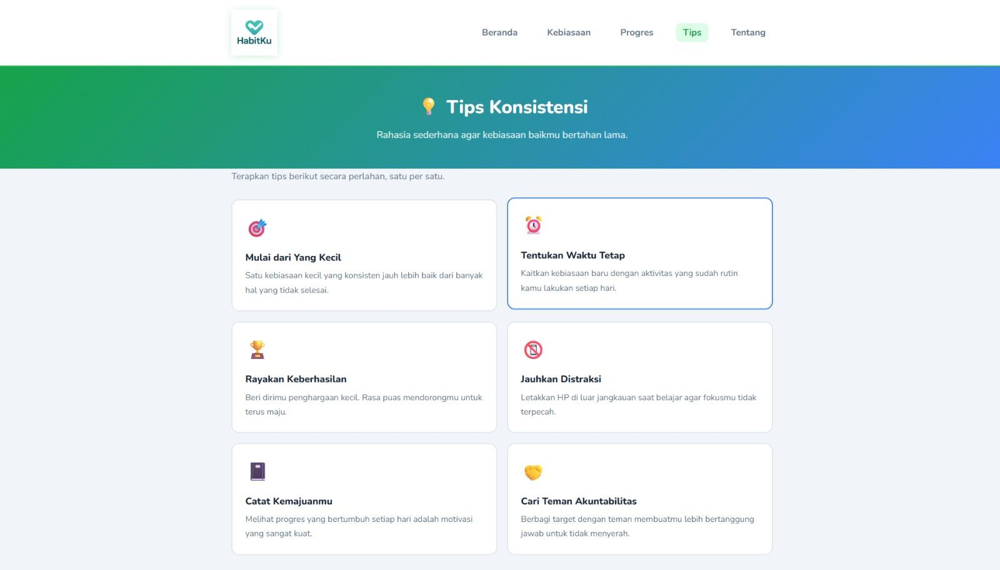 HabitKu
Beranda
Kebiasaan
Progres
Tips
Tentang
Tips Konsistensi
Rahasia sederhana agar kebiasaan baikmu bertahan lama.
Terapkan tips berikut secara perlahan, satu per satu.
Mulai dari Yang Kecil
Satu kebiasaan kecil yang konsisten jauh lebih baik dari banyak
hal yang tidak selesai.
Tentukan Waktu Tetap
Kaitkan kebiasaan baru dengan aktivitas yang sudah rutin
kamu lakukan setiap hari.
Rayakan Keberhasilan
Beri dirimu penghargaan kecil. Rasa puas mendorongmu untuk
terus maju.
Jauhkan Distraksi
Letakkan HP di luar jangkauan saat belajar agar fokusmu tidak
terpecah.
Catat Kemajuanmu
Melihat progres yang bertumbuh setiap hari adalah motivasi
yang sangat kuat.
Cari Teman Akuntabilitas
Berbagi target dengan teman membuatmu lebih bertanggung
jawab untuk tidak menyerah.